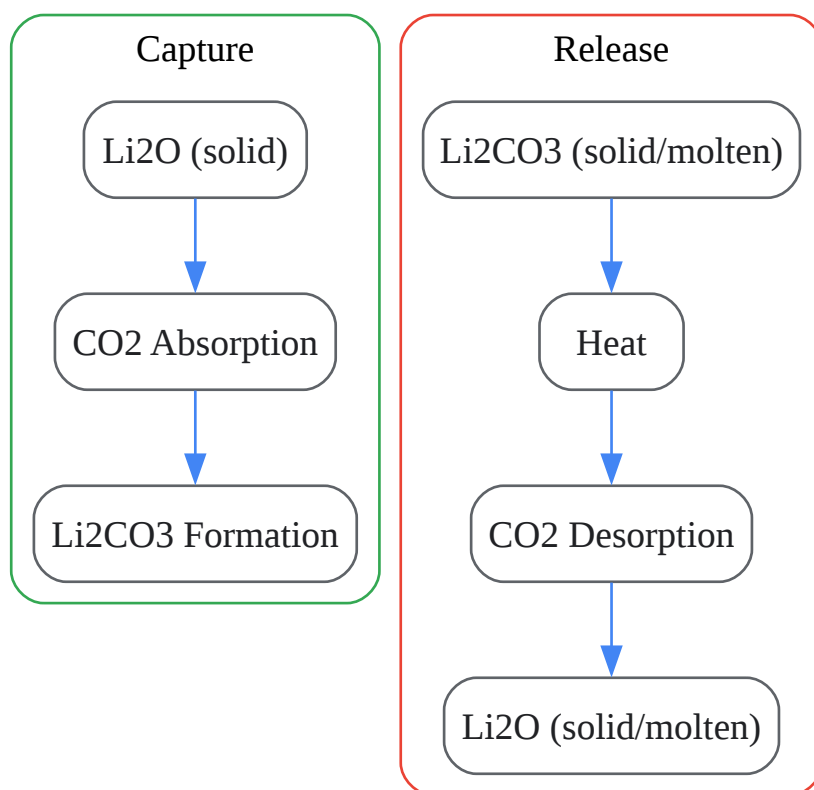 Capture
Li2O (solid)
CO2 Absorption
Li2CO3 Formation
Release
Li2CO3 (solid/molten)
Heat
CO2 Desorption
Li2O (solid/molten)